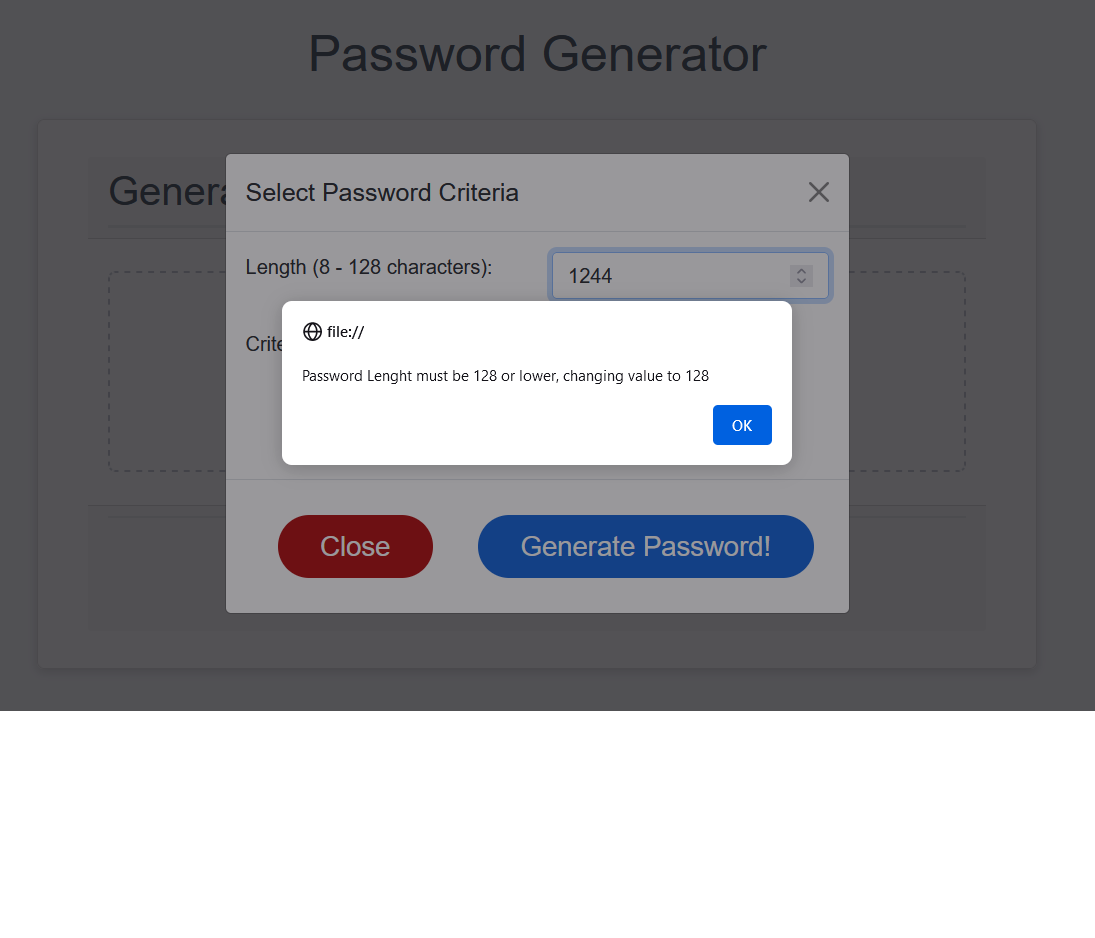 Password Generator
Genera
Select Password Criteria
Length (8 - 128 characters):
1244
Crite
file://
Password Lenght must be 128 or lower, changing value to 128
OK
Close
Generate Password!